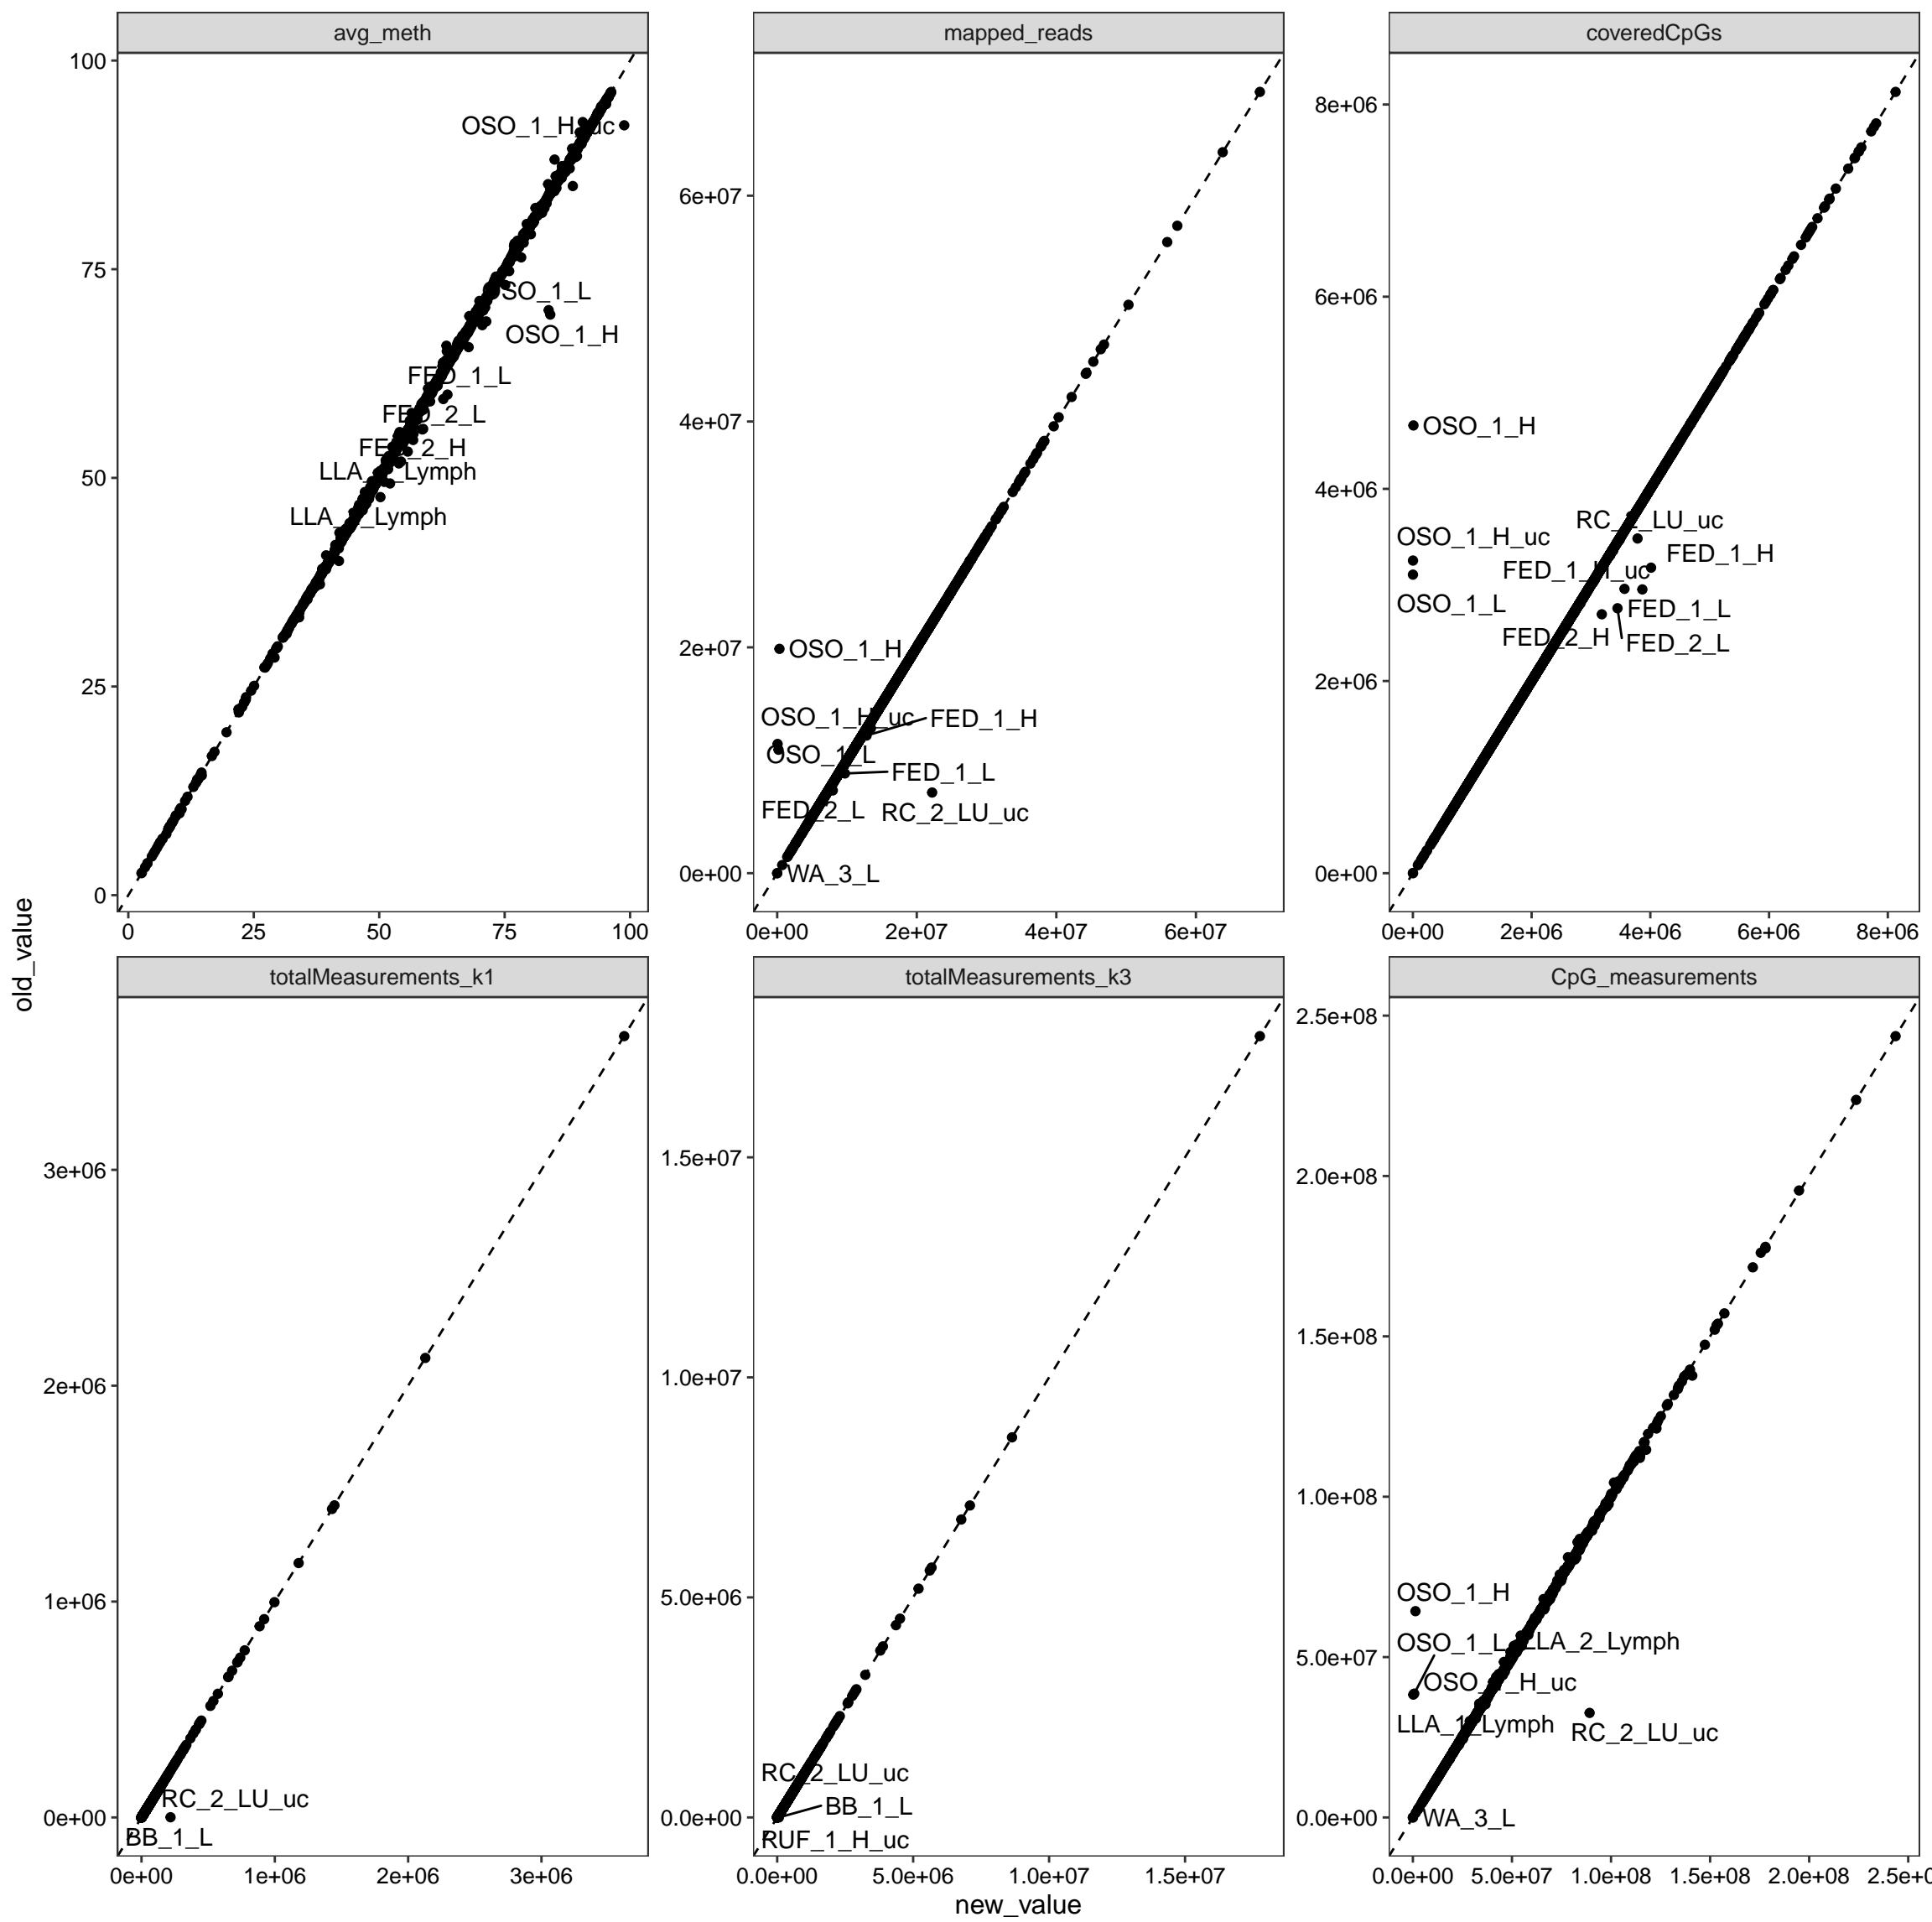 avg_meth
mapped_reads
coveredCpGs
100
75
50
25
0
OSO_1_H_uc
SO_1_L
OSO_1_H
FED_1_L
FED_2_L
FED_2_H
LLA_2_Lymph
LLA_1_Lymph
0 25 50 75 100
6e+07
4e+07
2e+07
0e+00
OSO_1_H
OSO_1_H_uc
FED_1_H
OSO_1_L
FED_1_L
FED_2_L
RC_2_LU_uc
WA_3_L
0e+00 2e+07 4e+07 6e+07
8e+06
6e+06
4e+06
2e+06
0e+00
OSO_1_H
RC_2_LU_uc
OSO_1_H_uc
FED_1_H
FED_1_H_uc
OSO_1_L
FED_1_L
FED_2_H
FED_2_L
0e+00 2e+06 4e+06 6e+06 8e+06
old_value
totalMeasurements_k1
totalMeasurements_k3
CpG_measurements
3e+06
2e+06
1e+06
0e+00
RC_2_LU_uc
BB_1_L
0e+00 1e+06 2e+06 3e+06
1.5e+07
1.0e+07
5.0e+06
0.0e+00
RC_2_LU_uc
BB_1_L
RUF_1_H_uc
0.0e+00 5.0e+06 1.0e+07 1.5e+07
2.5e+08
2.0e+08
1.5e+08
1.0e+08
5.0e+07
0.0e+00
OSO_1_H
OSO_1_L
LLA_2_Lymph
OSO_1_H_uc
LLA_1_Lymph
RC_2_LU_uc
WA_3_L
0.0e+00 5.0e+07 1.0e+08 1.5e+08 2.0e+08 2.5e+0
new_value